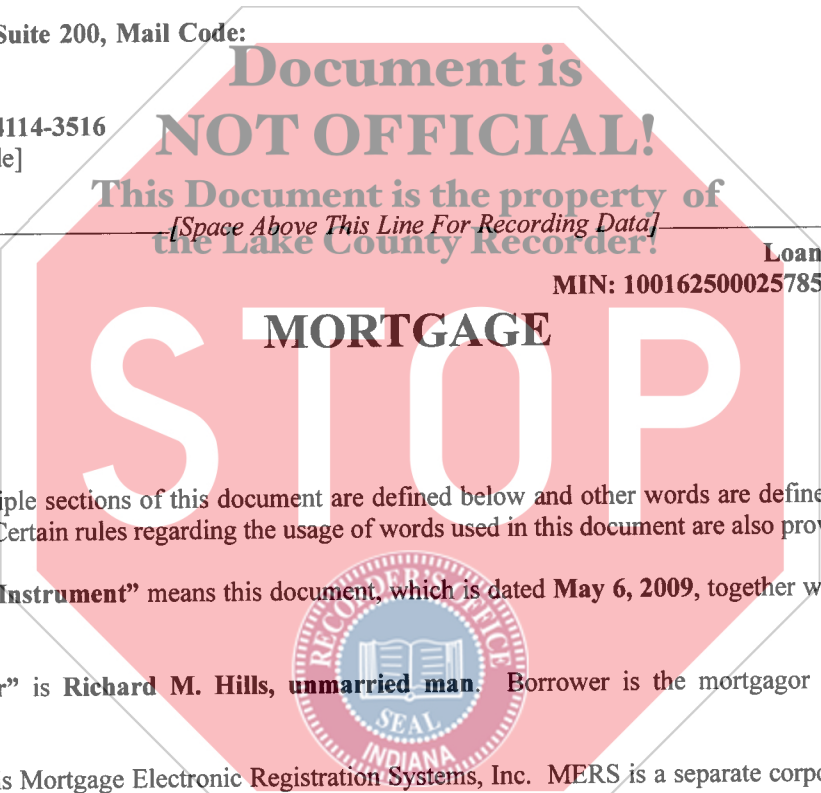 Suite 200, Mail Code:
Document is
4114-3516
NOT OFFICIAL!
le]
This Document is the property of
[Space Above This Line For Recording Data]
the Lake County Recorder!
Loan
MIN: 100162500025785
MORTGAGE
STOP
iple sections of this document are defined below and other words are define
Certain rules regarding the usage of words used in this document are also prov
Instrument” means this document, which is dated May 6, 2009, together w
RECORDER'S OFFICE
r” is Richard M. Hills, unmarried man. Borrower is the mortgagor
SEAL
INDIANA
is Mortgage Electronic Registration Systems, Inc. MERS is a separate corpo